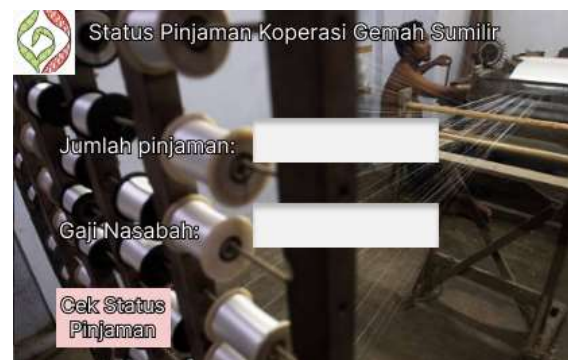 Status Pinjaman Koperasi Gemah Sumilir
Jumlah pinjaman:
Gaji Nasabah:
Cek Status
Pinjaman